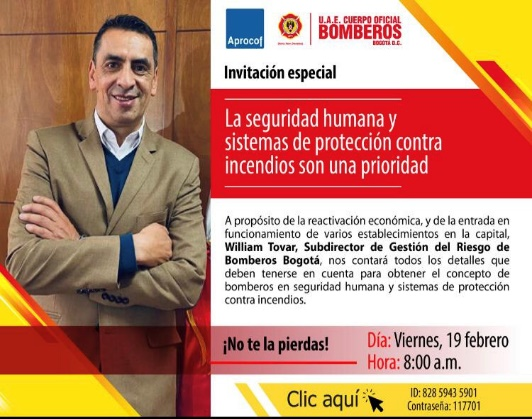 Aprocof
U.A.E. CUERPO OFICIAL
BOMBEROS
BOGOTÁ D.C.
Invitación especial
La seguridad humana y
sistemas de protección contra
incendios son una prioridad
A propósito de la reactivación económica, y de la entrada en
funcionamiento de varios establecimientos en la capital,
William Tovar, Subdirector de Gestión del Riesgo de
Bomberos Bogotá, nos contará todos los detalles que
deben tenerse en cuenta para obtener el concepto de
bomberos en seguridad humana y sistemas de protección
contra incendios.
¡No te la pierdas!
Día: Viernes, 19 febrero
Hora: 8:00 a.m.
Clic aquí
ID: 828 5943 5901
Contraseña: 117701